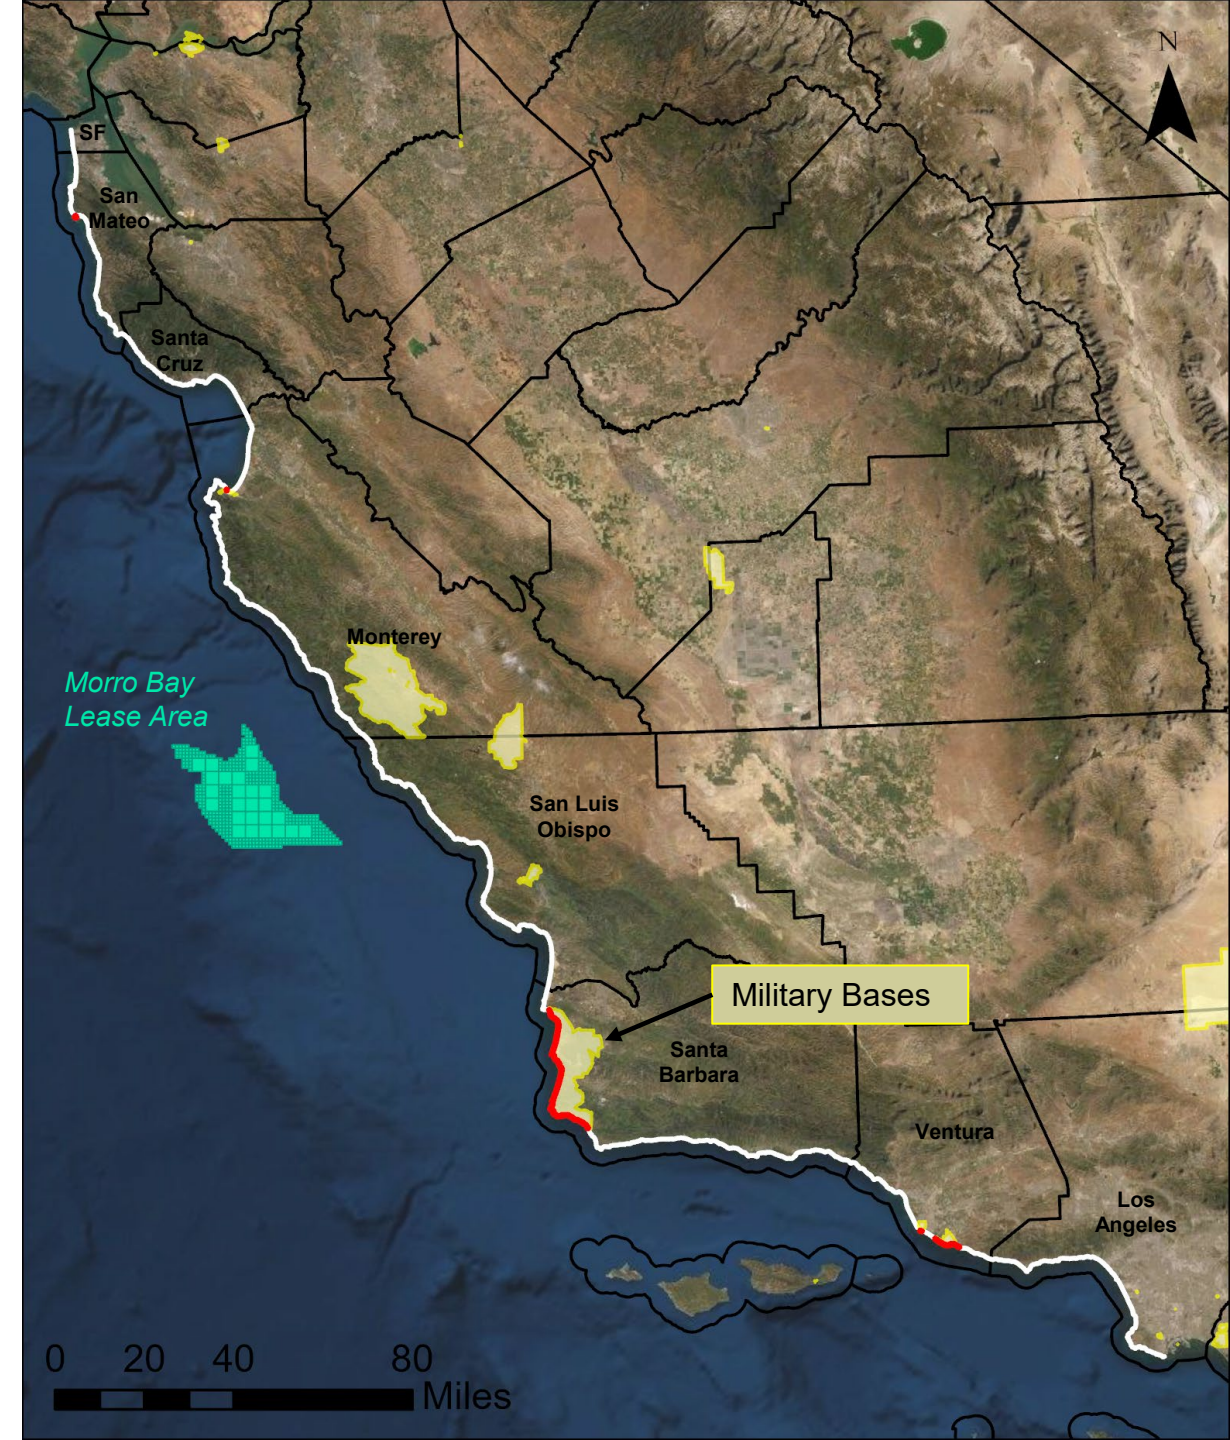 N
SF
San
Mateo
Santa
Cruz
Monterey
Morro Bay
Lease Area
San Luis
Obispo
Military Bases
Santa
Barbara
Ventura
Los
Angeles
0 20 40 80
Miles